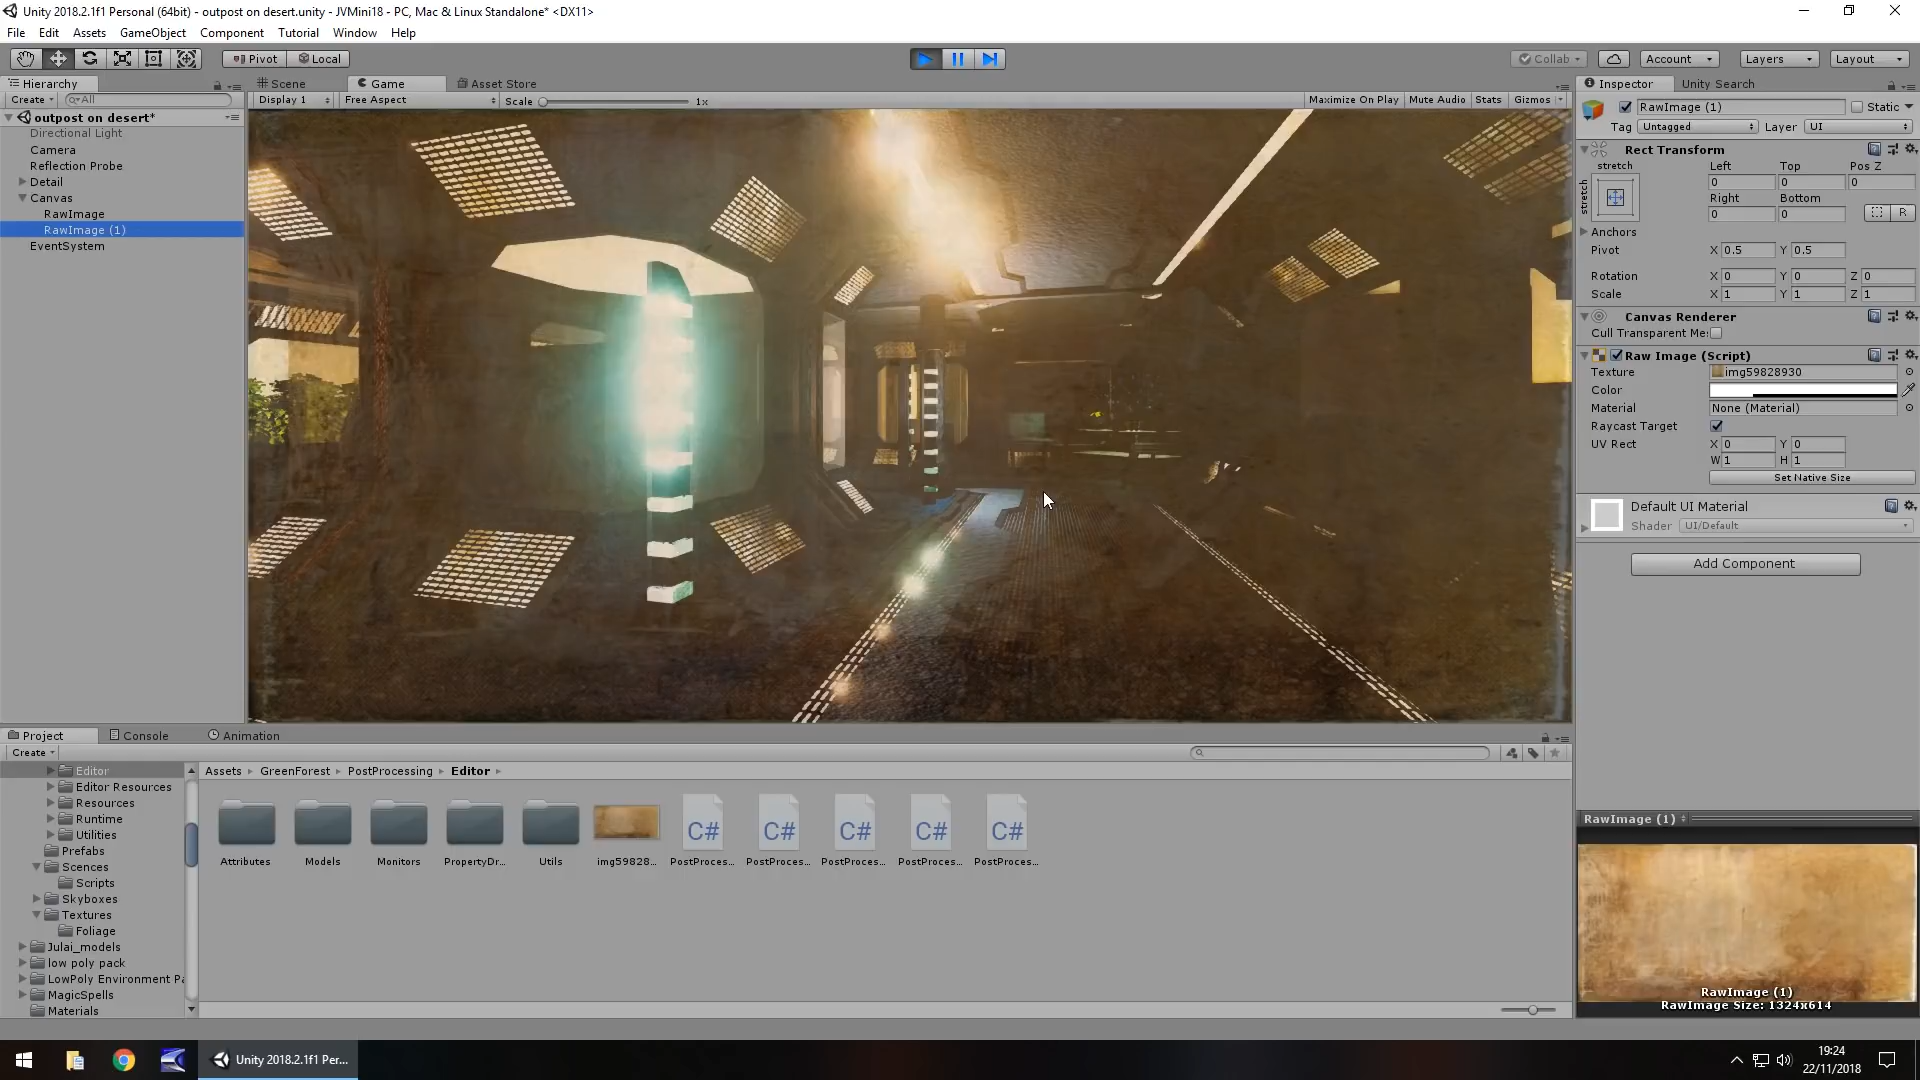 Unity 2018.2.1f1 Personal (64bit) - outpost on desert.unity - JVMini18 - PC, Mac & Linux Standalone* <DX11>
File Edit Assets GameObject Component Tutorial Window Help
Pivot Local Collab Account Layers Layout
Hierarchy Scene Game Asset Store Inspector Unity Search
Create All Display 1 Free Aspect Scale 1x Maximize On Play Mute Audio Stats Gizmos
RawImage (1) Static
outpost on desert*
Tag Untagged Layer UI
Directional Light
Camera
Reflection Probe
Detail
Canvas
RawImage
RawImage (1)
EventSystem
Rect Transform
stretch Left Top Pos Z
stretch 0 0 0
Right Bottom
0 0 R
Anchors
Pivot X 0.5 Y 0.5
Rotation X 0 Y 0 Z 0
Scale X 1 Y 1 Z 1
Canvas Renderer
Cull Transparent Me:
Raw Image (Script)
Texture img59828930
Color
Material None (Material)
Raycast Target
UV Rect X 0 Y 0
W 1 H 1
Set Native Size
Default UI Material
Shader UI/Default
Add Component
Project Console Animation
Create
Assets GreenForest PostProcessing Editor
Editor
Editor Resources
Resources
Runtime
Utilities
Prefabs
Scences
Scripts
Skyboxes
Textures
Foliage
Julai_models
low poly pack
LowPoly Environment Pa
MagicSpells
Materials
C# C# C# C# C#
Attributes Models Monitors PropertyDr... Utils img59828... PostProces... PostProces... PostProces... PostProces... PostProces...
RawImage (1)
RawImage (1)
RawImage Size: 1324x614
Unity 2018.2.1f1 Per...
19:24
22/11/2018